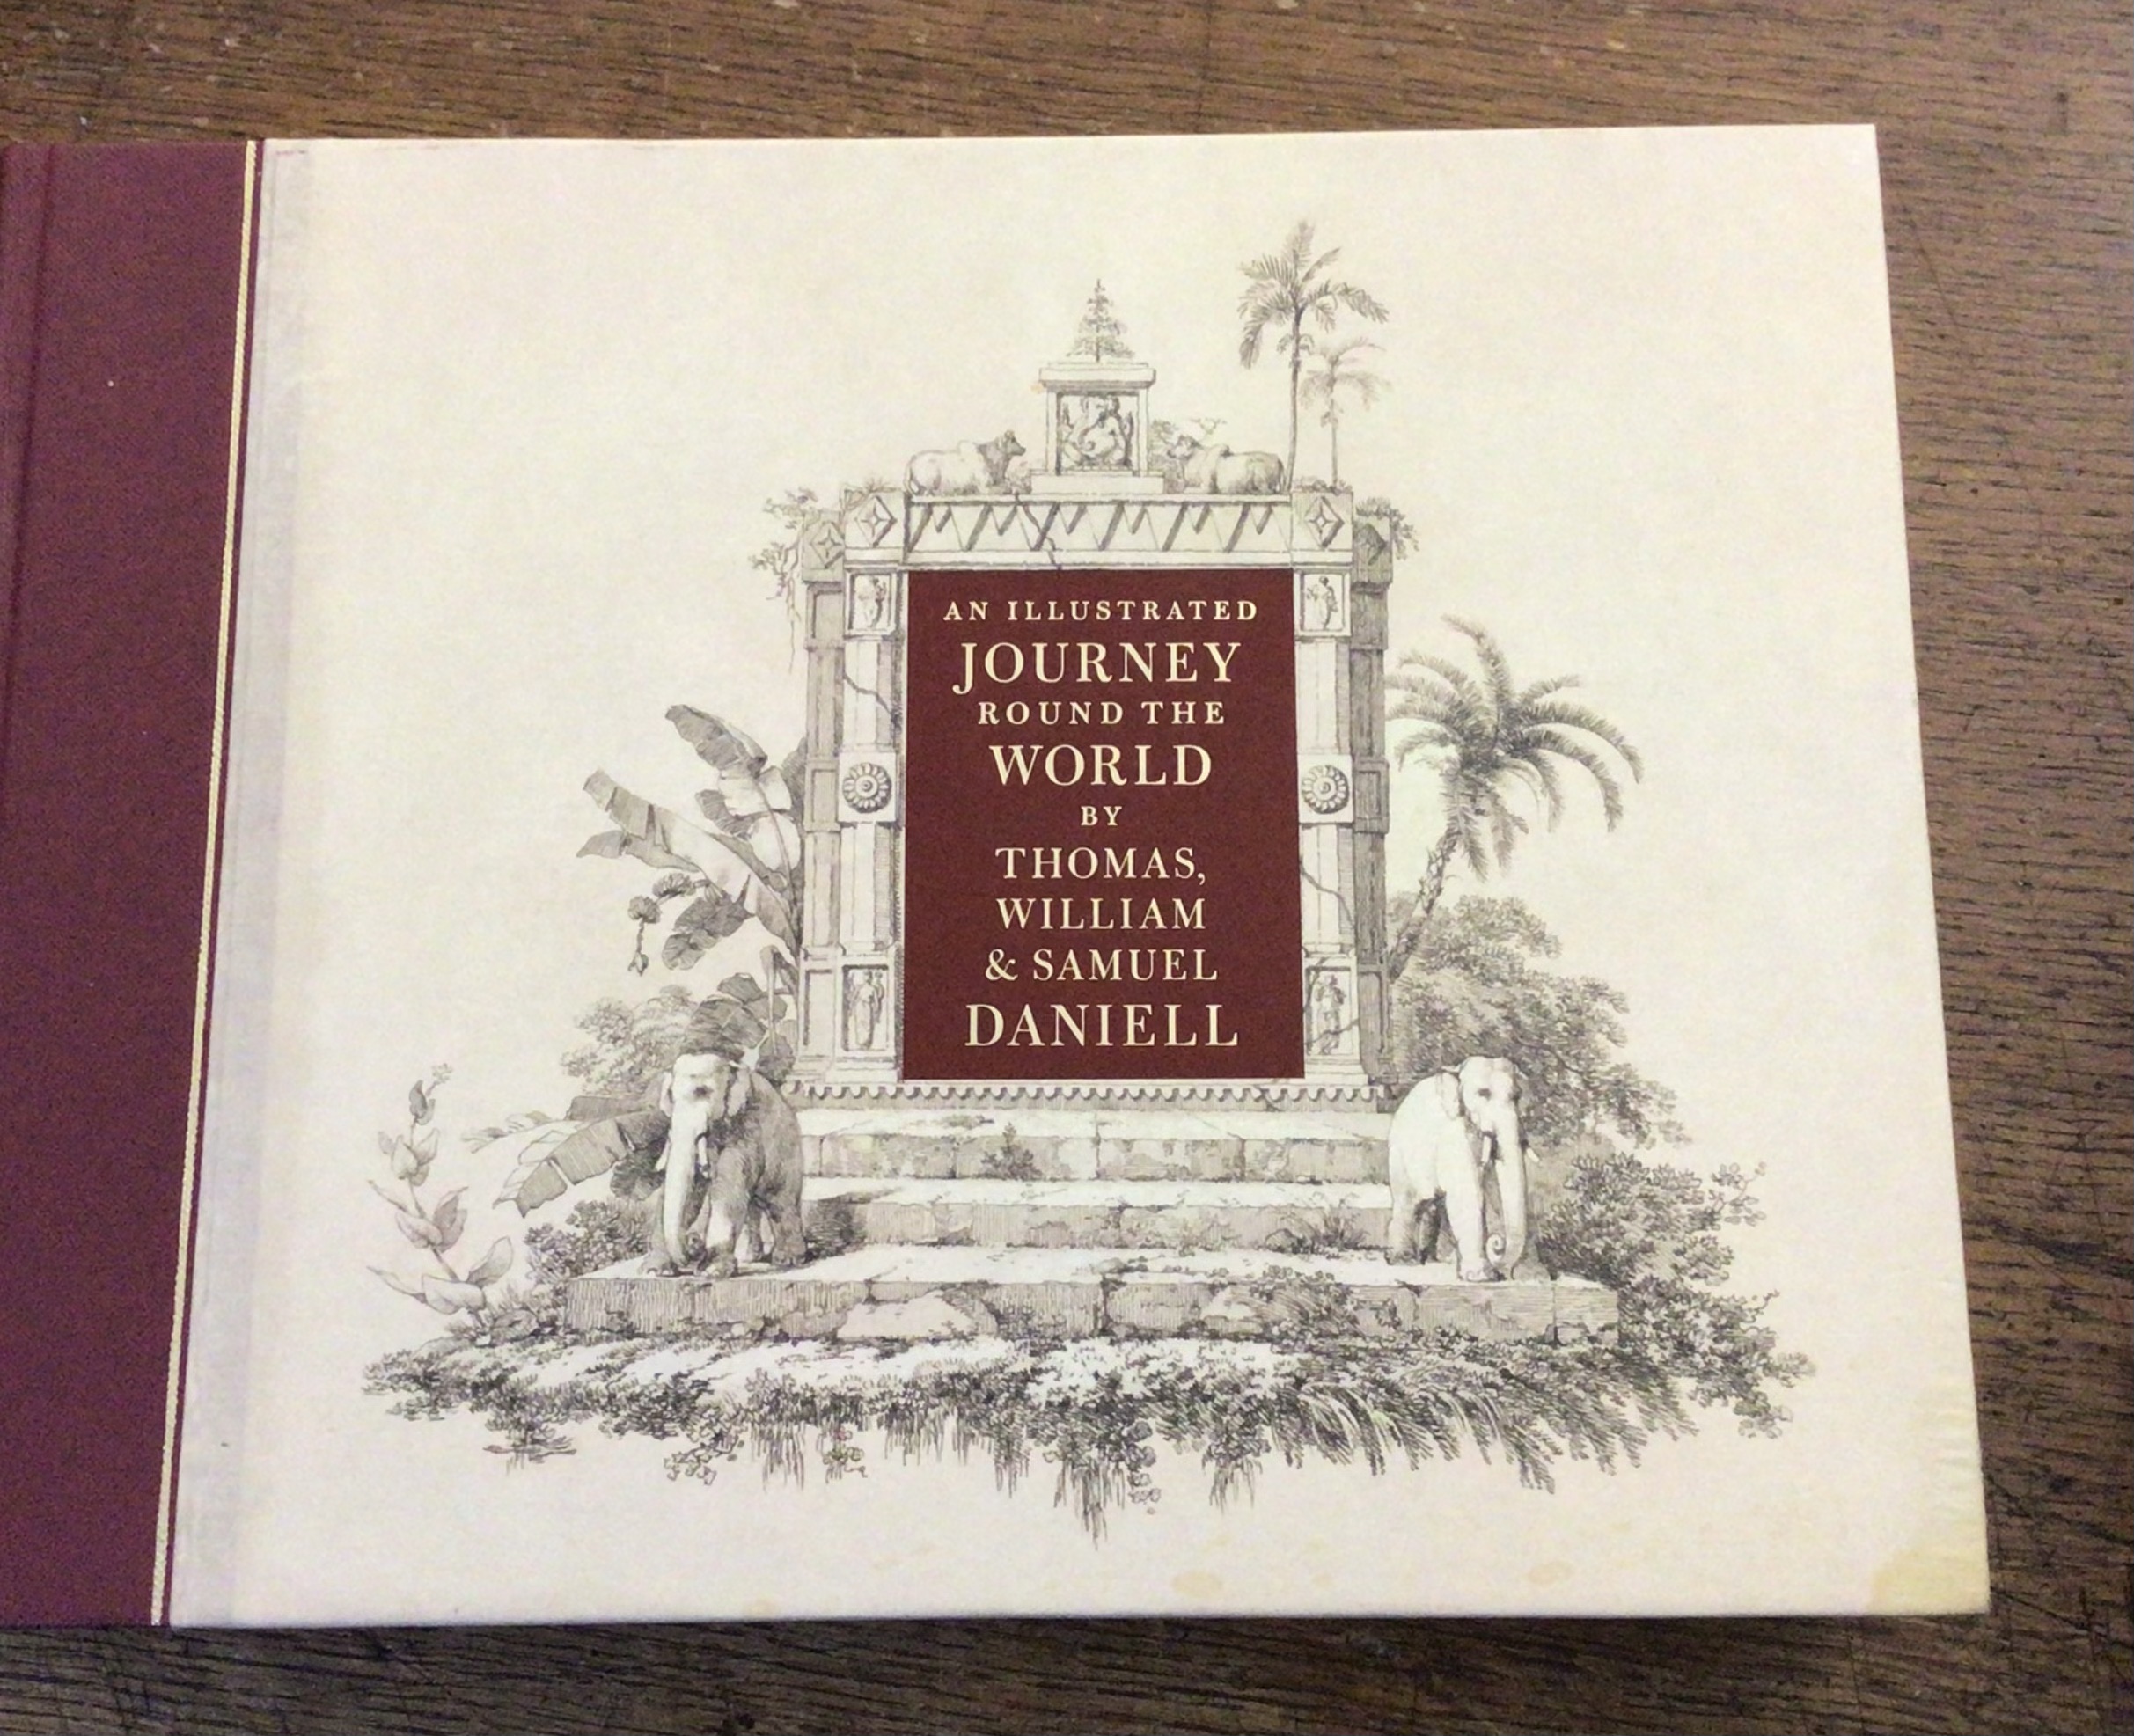 AN ILLUSTRATED
JOURNEY
ROUND THE
WORLD
BY
THOMAS,
WILLIAM
& SAMUEL
DANIELL